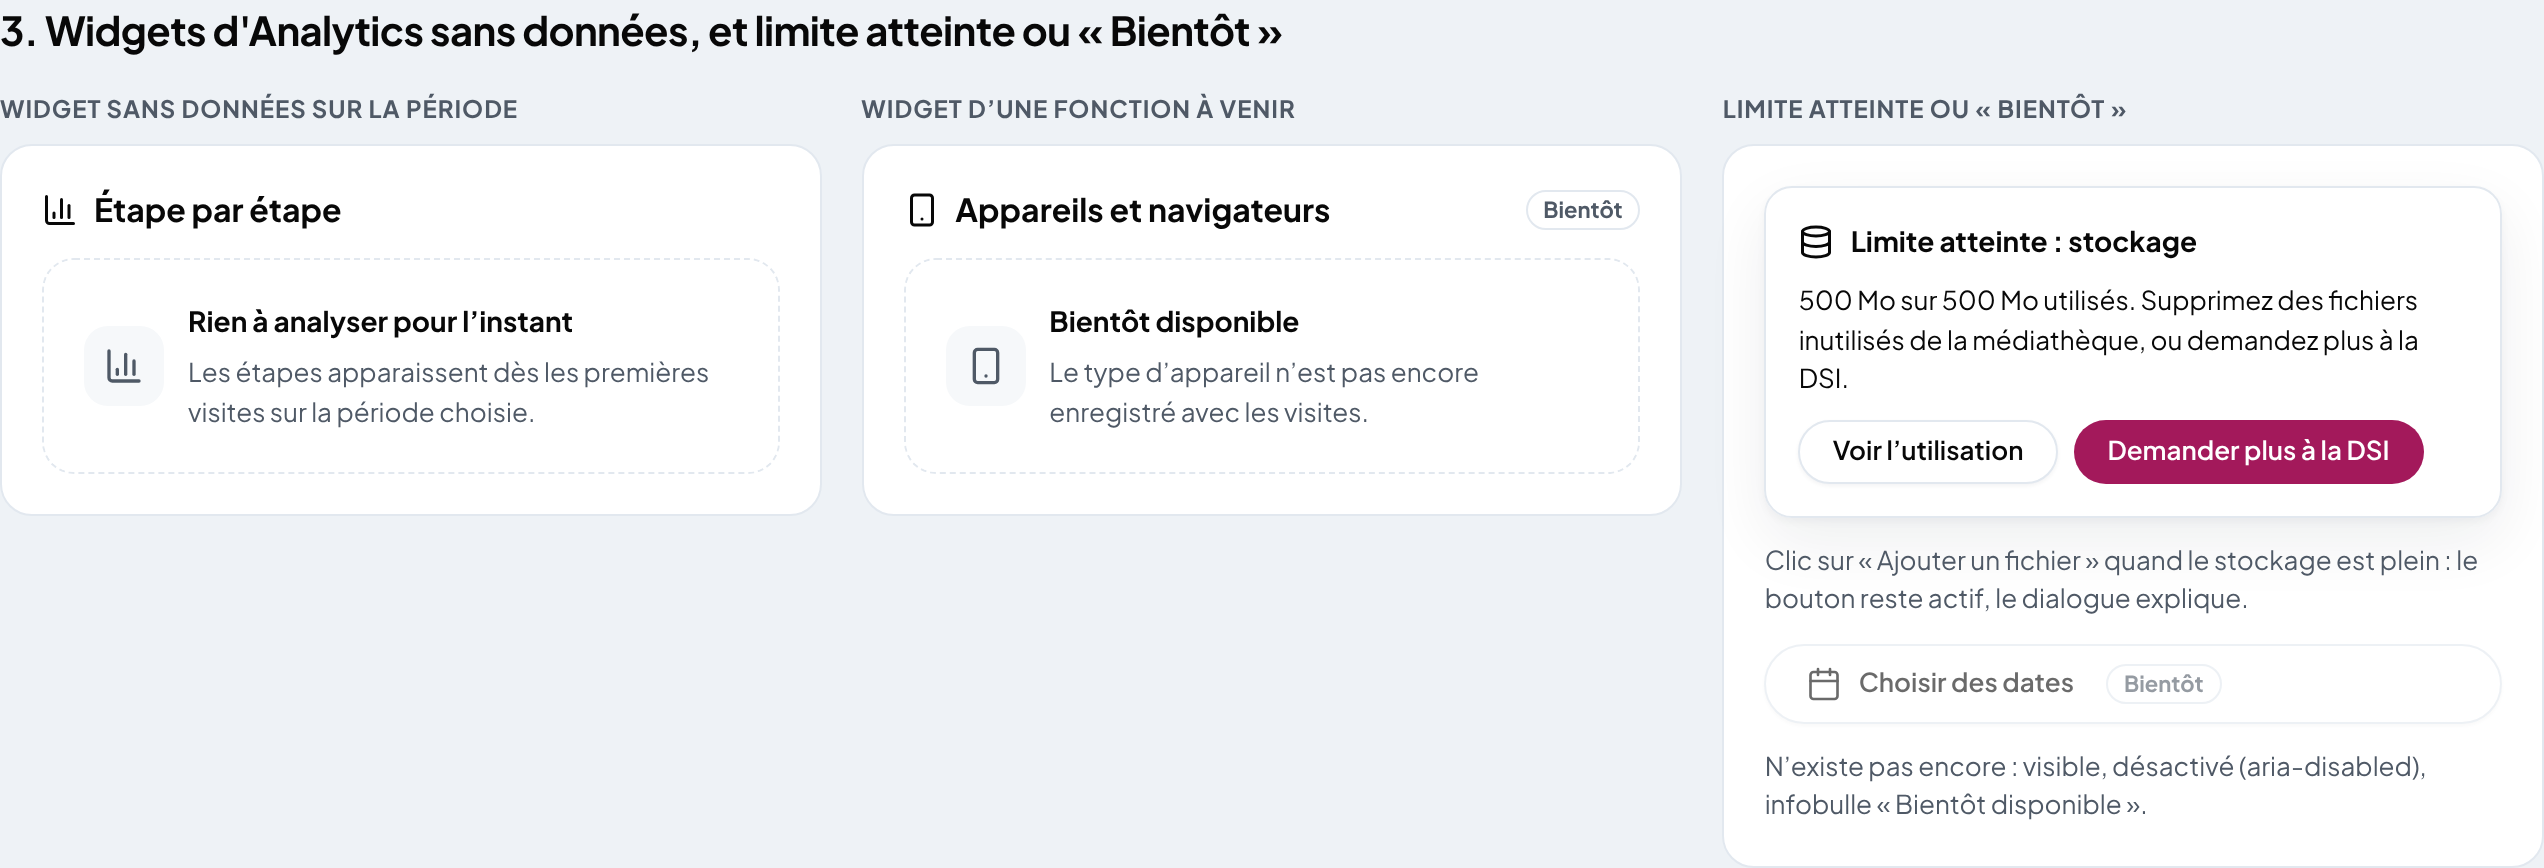 3. Widgets d'Analytics sans données, et limite atteinte ou « Bientôt »
WIDGET SANS DONNÉES SUR LA PÉRIODE
Étape par étape
Rien à analyser pour l’instant
Les étapes apparaissent dès les premières
visites sur la période choisie.
WIDGET D’UNE FONCTION À VENIR
Appareils et navigateurs
Bientôt
Bientôt disponible
Le type d’appareil n’est pas encore
enregistré avec les visites.
LIMITE ATTEINTE OU « BIENTÔT »
Limite atteinte : stockage
500 Mo sur 500 Mo utilisés. Supprimez des fichiers
inutilisés de la médiathèque, ou demandez plus à la
DSI.
Voir l’utilisation
Demander plus à la DSI
Clic sur « Ajouter un fichier » quand le stockage est plein : le
bouton reste actif, le dialogue explique.
Choisir des dates
Bientôt
N’existe pas encore : visible, désactivé (aria-disabled),
infobulle « Bientôt disponible ».